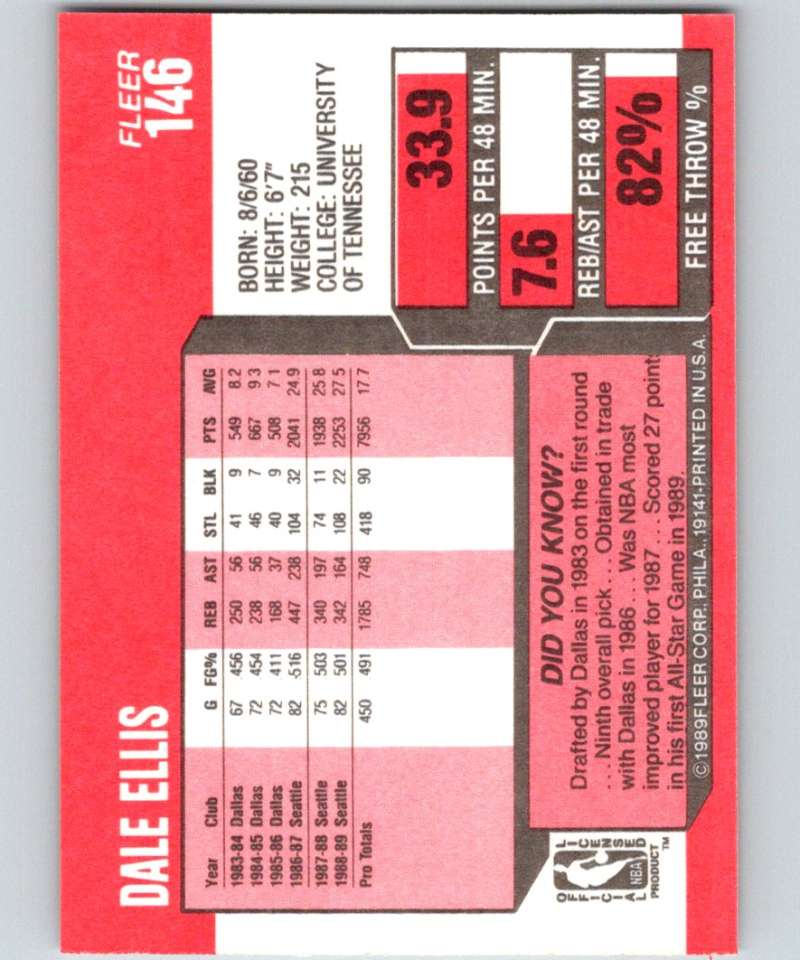 FLEER
146
DALE ELLIS
BORN: 8/6/60
HEIGHT: 6'7"
WEIGHT: 215
COLLEGE: UNIVERSITY
OF TENNESSEE
Year Club G FG% REB AST STL BLK PTS AVG
1983-84 Dallas 67 .456 250 56 41 9 549 8.2
1984-85 Dallas 72 454 238 56 46 7 667 9 3
1985-86 Dallas 72 .411 168 37 40 9 508 7 1
1986-87 Seattle 82 .516 447 238 104 32 2041 24.9
1987-88 Seattle 75 503 340 197 74 11 1938 25 8
1988-89 Seattle 82 501 342 164 108 22 2253 27.5
Pro Totals 450 491 1785 748 418 90 7956 17.7
33.9
POINTS PER 48 MIN.
7.6
REB/AST PER 48 MIN.
82%
FREE THROW %
DID YOU KNOW?
Drafted by Dallas in 1983 on the first round
... Ninth overall pick ... Obtained in trade
with Dallas in 1986 ... Was NBA most
improved player for 1987 ... Scored 27 point
in his first All-Star Game in 1989.
©1989 FLEER CORP., PHILA., 19141-PRINTED IN U.S.A.
OFFICIAL LICENSED
NBA
PRODUCT™